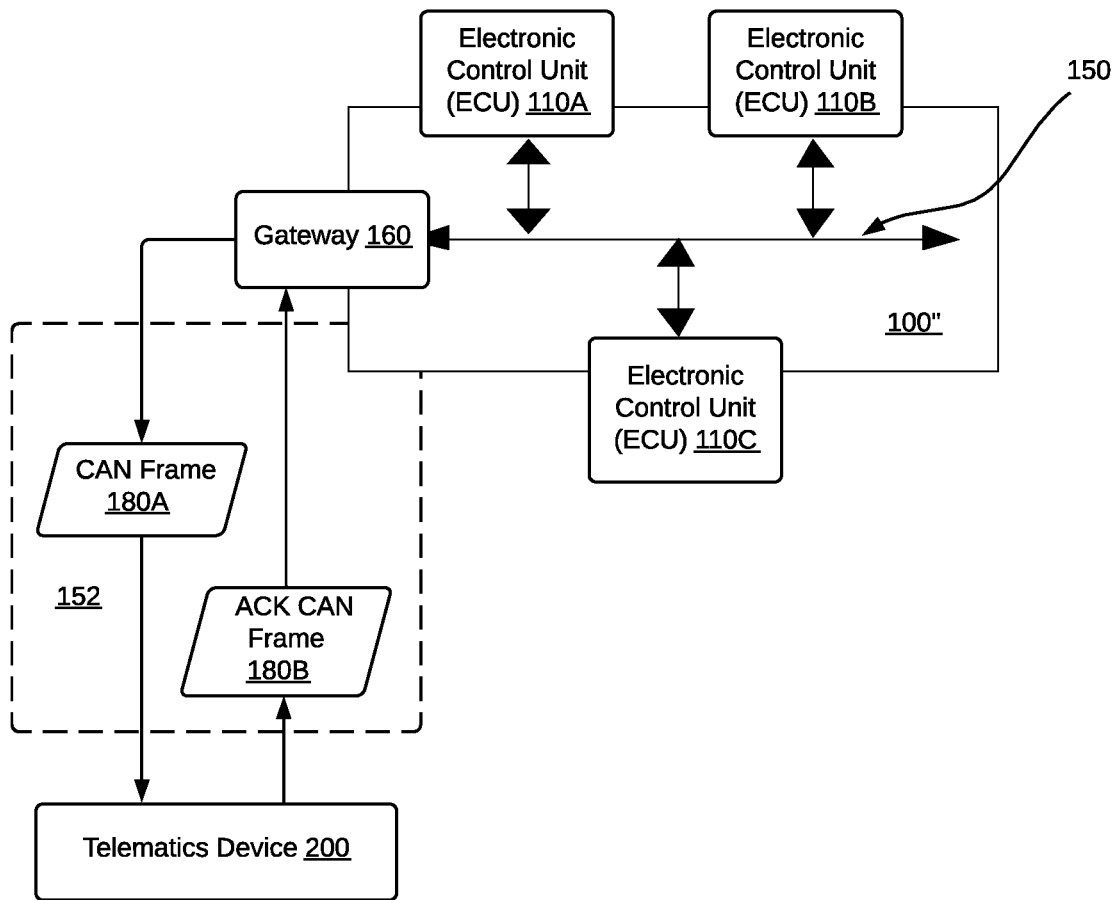 Electronic
Control Unit
(ECU) 110A
Electronic
Control Unit
(ECU) 110B
150
Gateway 160
100"
Electronic
Control Unit
(ECU) 110C
CAN Frame
180A
152
ACK CAN
Frame
180B
Telematics Device 200